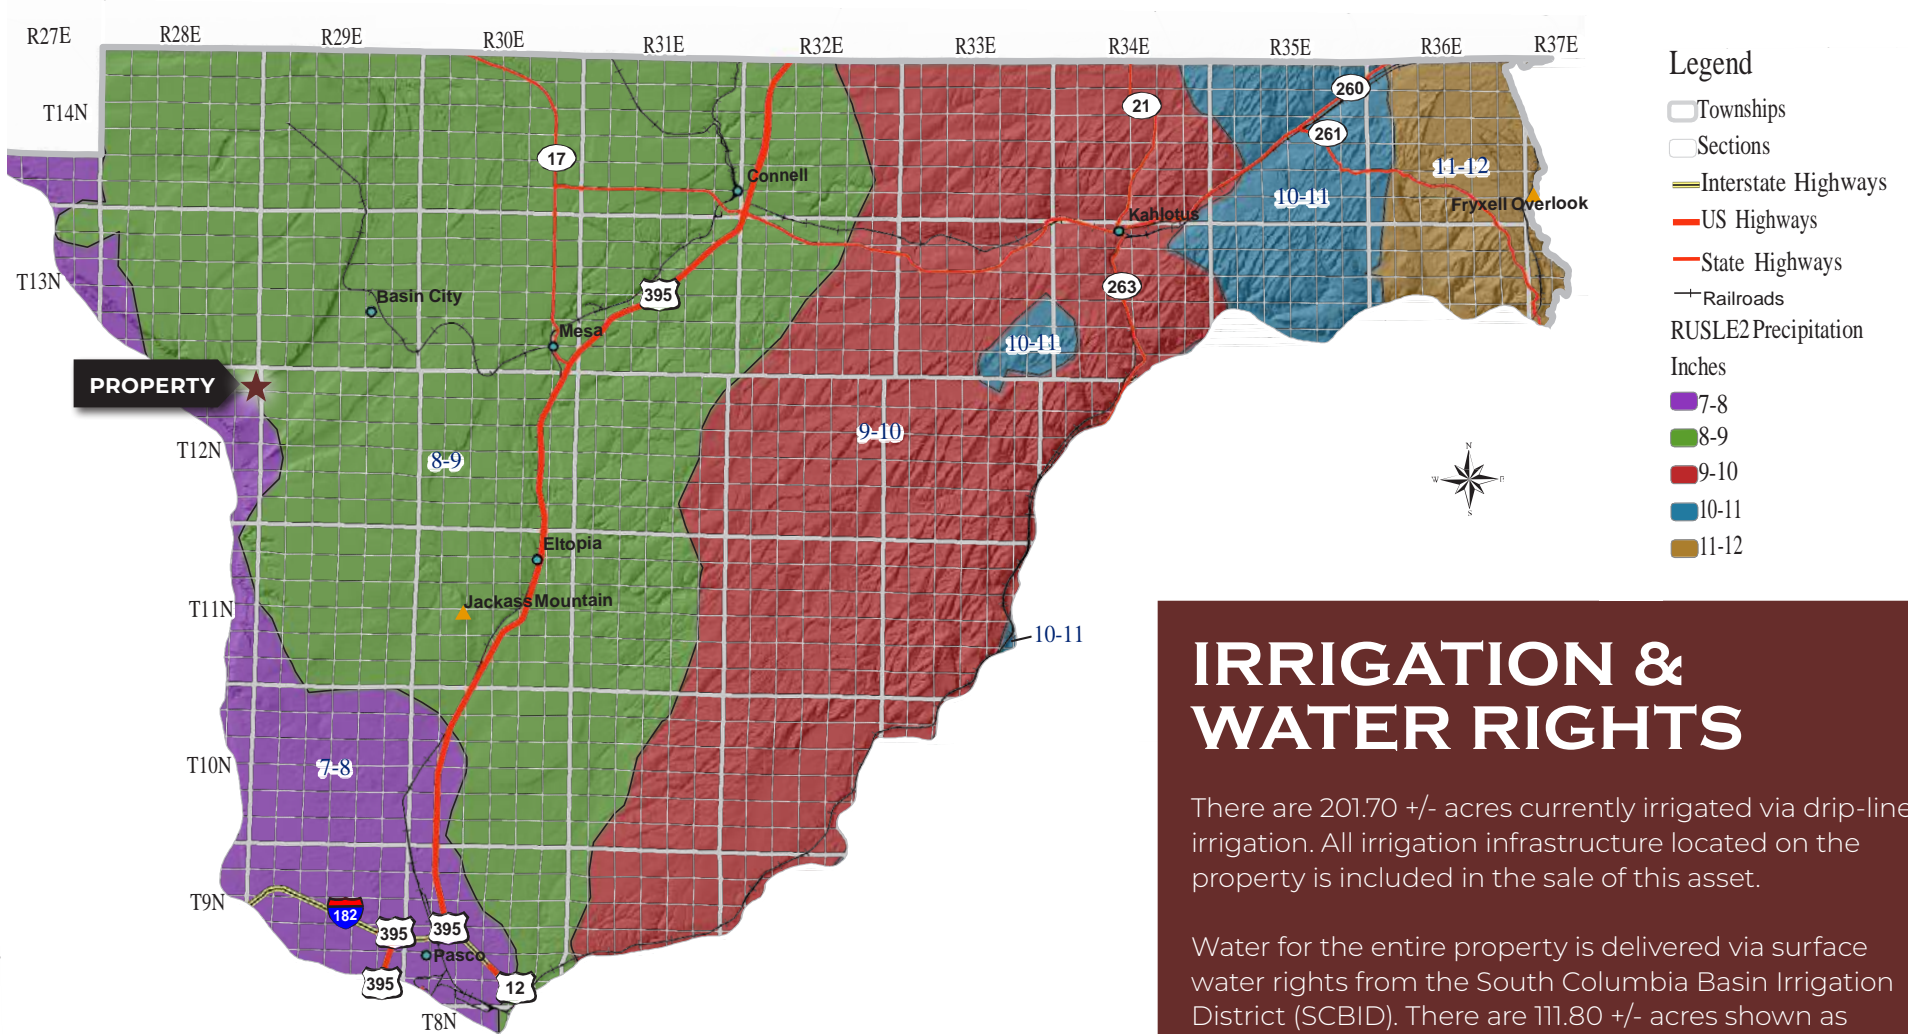 R27E
R28E
R29E
R30E
R31E
R32E
R33E
R34E
R35E
R36E
R37E
T14N
T13N
T12N
T11N
T10N
T9N
T8N
17
21
260
261
263
395
182
395
395
395
12
Connell
Kahlotus
Fryxell Overlook
Basin City
Mesa
Eltopia
Jackass Mountain
Pasco
PROPERTY
11-12
10-11
10-11
9-10
8-9
10-11
7-8
N
W
E
S
Legend
Townships
Sections
Interstate Highways
US Highways
State Highways
Railroads
RUSLE2 Precipitation
Inches
7-8
8-9
9-10
10-11
11-12
IRRIGATION &
WATER RIGHTS
There are 201.70 +/- acres currently irrigated via drip-line
irrigation. All irrigation infrastructure located on the
property is included in the sale of this asset.
Water for the entire property is delivered via surface
water rights from the South Columbia Basin Irrigation
District (SCBID). There are 111.80 +/- acres shown as